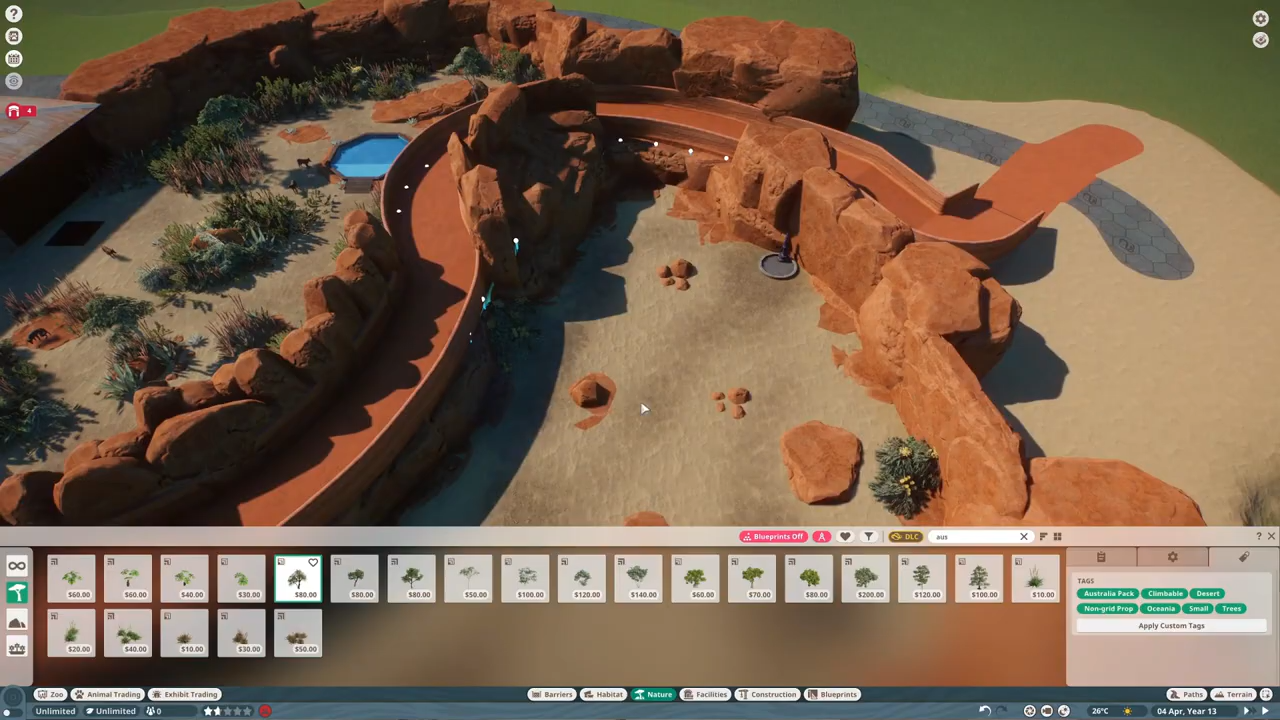 ?
4
Blueprints Off
DLC
aus
? ×
$60.00 $60.00 $40.00 $30.00 $80.00 $80.00 $80.00 $50.00 $100.00 $120.00 $140.00 $60.00 $70.00 $80.00 $200.00 $120.00 $100.00 $10.00
$20.00 $40.00 $10.00 $30.00 $50.00
TAGS
Australia Pack Climbable Desert
Non-grid Prop Oceania Small Trees
Apply Custom Tags
Zoo Animal Trading Exhibit Trading Barriers Habitat Nature Facilities Construction Blueprints Paths Terrain
Unlimited Unlimited 0 26°C 04 Apr, Year 13